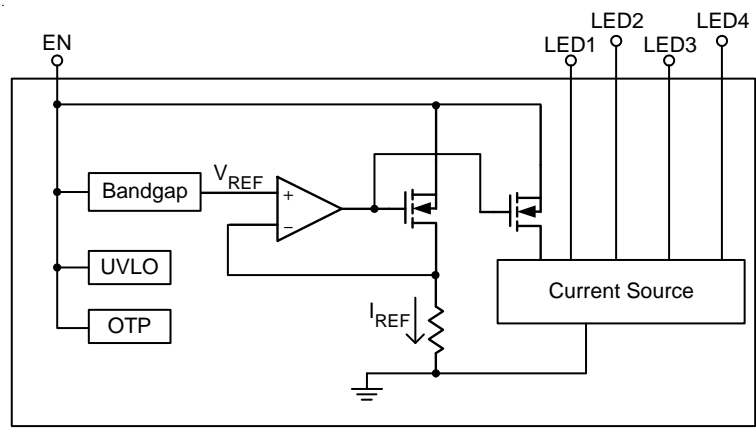 EN
LED1
LED2
LED3
LED4
Bandgap
VREF
+
−
UVLO
OTP
IREF
Current Source